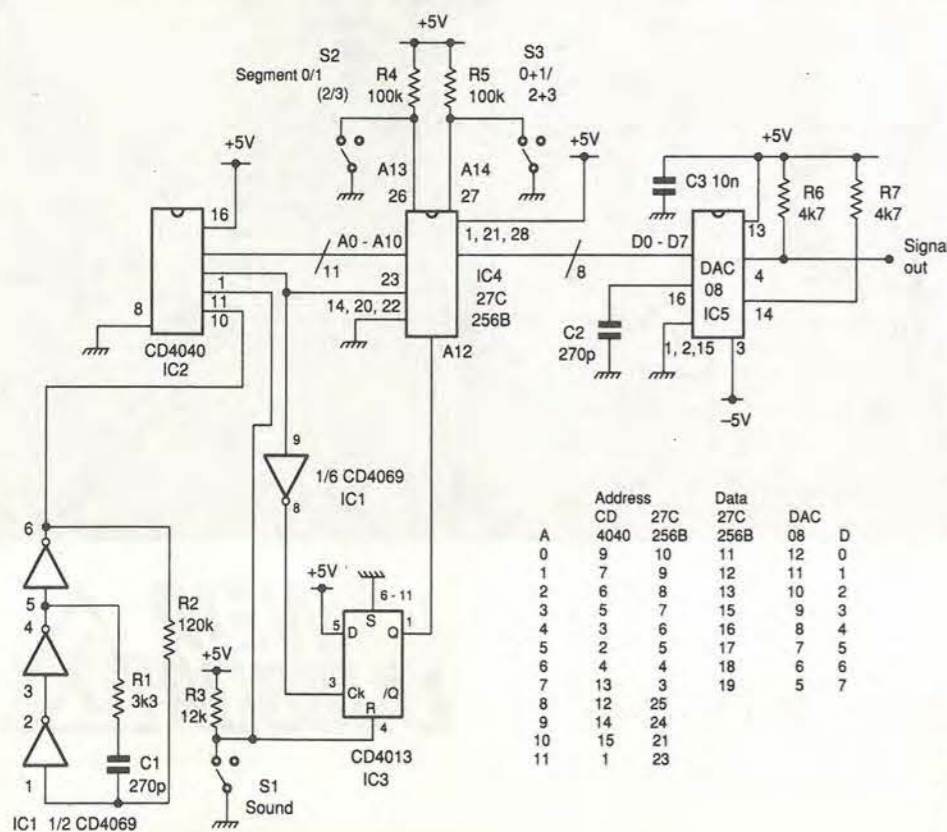 +5V
S2
Segment 0/1
(2/3)
R4
100k
R5
100k
S3
0+1/
2+3
+5V
A13
26
A14
27
+5V
16
A0 - A10
11
23
1
11
10
14, 20, 22
8
CD4040
IC2
1, 21, 28
IC4
27C
256B
A12
D0 - D7
8
+5V
C3 10n
R6
4k7
R7
4k7
13
DAC
08
IC5
4
Signal
out
16
14
C2
270p
1, 2,15
3
–5V
9
1/6 CD4069
IC1
8
6
5
4
R2
120k
R1
3k3
3
2
C1
270p
1
IC1 1/2 CD4069
+5V
R3
12k
S1
Sound
+5V
6 - 11
S
5
D
Q
1
3
Ck
/Q
R
4
CD4013
IC3
Address Data
CD 27C 27C DAC
A 4040 256B 256B 08 D
0 9 10 11 12 0
1 7 9 12 11 1
2 6 8 13 10 2
3 5 7 15 9 3
4 3 6 16 8 4
5 2 5 17 7 5
6 4 4 18 6 6
7 13 3 19 5 7
8 12 25
9 14 24
10 15 21
11 1 23